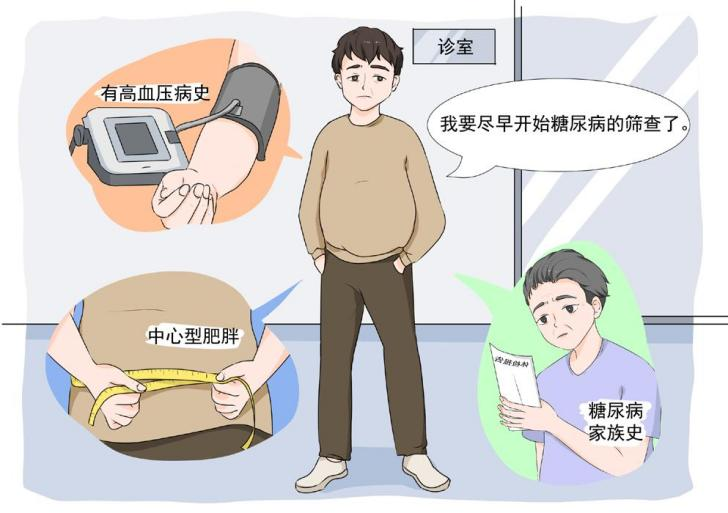 诊室
有高血压病史
我要尽早开始糖尿病的筛查了。
中心型肥胖
糖尿病
家族史